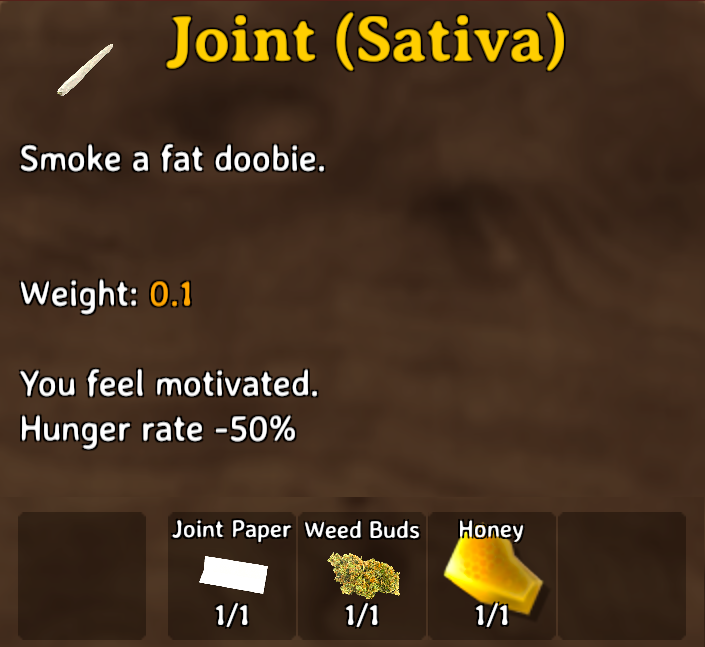 Joint (Sativa)
Smoke a fat doobie.
Weight: 0.1
You feel motivated.
Hunger rate -50%
Joint Paper Weed Buds Honey
1/1 1/1 1/1